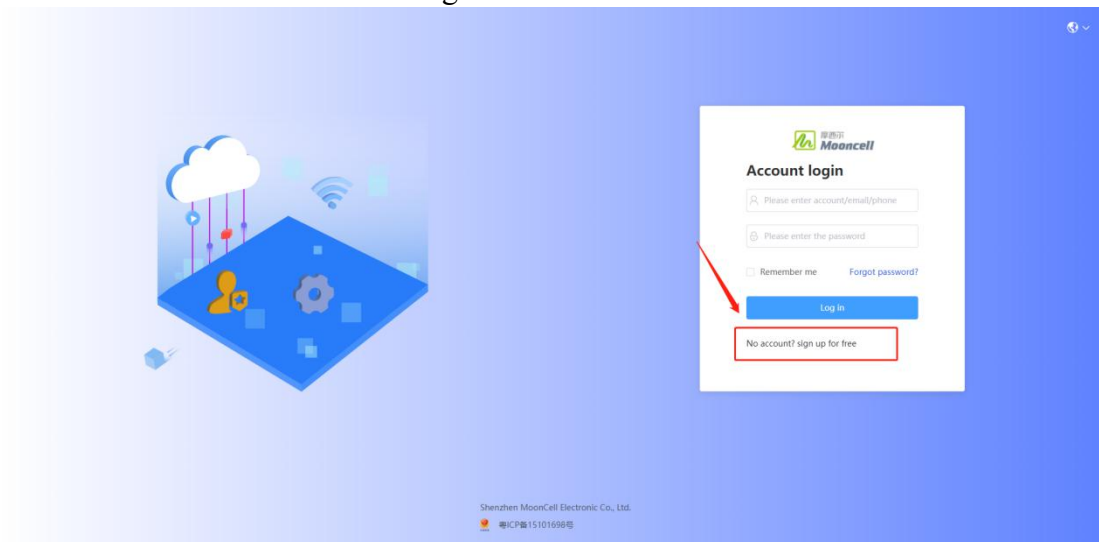 摩西尔
Mooncell
Account login
Please enter account/email/phone
Please enter the password
Remember me
Forgot password?
Log in
No account? sign up for free
Shenzhen MoonCell Electronic Co., Ltd.
粤ICP备15101698号